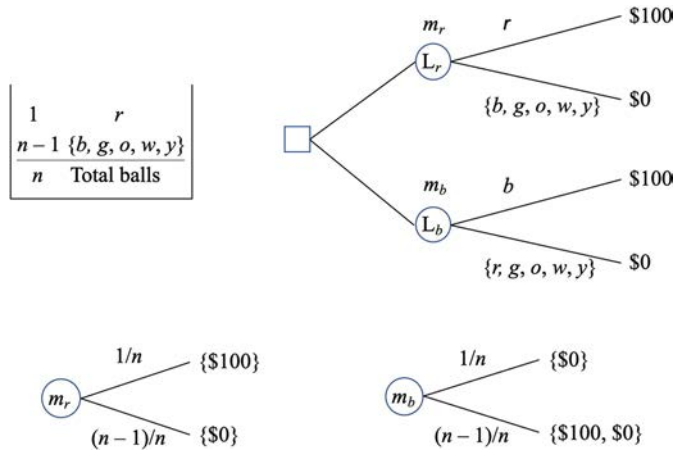 1 r
n − 1 {b, g, o, w, y}
n Total balls
m_r r $100
L_r
{b, g, o, w, y} $0
m_b b $100
L_b
{r, g, o, w, y} $0
1/n {$100}
m_r
(n − 1)/n {$0}
1/n {$0}
m_b
(n − 1)/n {$100, $0}